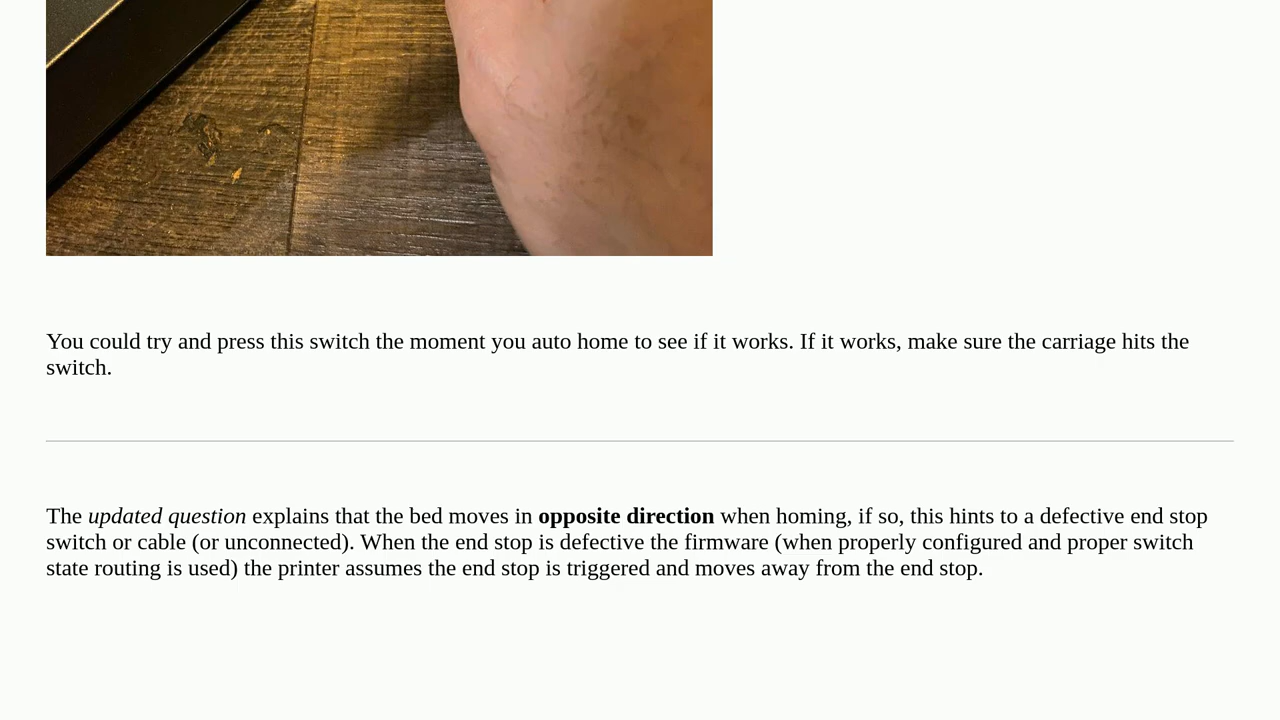 You could try and press this switch the moment you auto home to see if it works. If it works, make sure the carriage hits the
switch.
The updated question explains that the bed moves in opposite direction when homing, if so, this hints to a defective end stop
switch or cable (or unconnected). When the end stop is defective the firmware (when properly configured and proper switch
state routing is used) the printer assumes the end stop is triggered and moves away from the end stop.